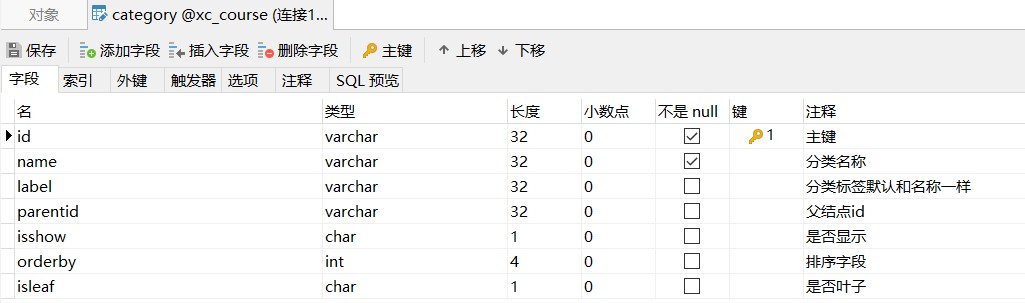 对象 category @xc_course (连接1...
保存 添加字段 插入字段 删除字段 主键 上移 下移
字段 索引 外键 触发器 选项 注释 SQL 预览
名 类型 长度 小数点 不是 null 键 注释
id varchar 32 0 1 主键
name varchar 32 0 分类名称
label varchar 32 0 分类标签默认和名称一样
parentid varchar 32 0 父结点id
isshow char 1 0 是否显示
orderby int 4 0 排序字段
isleaf char 1 0 是否叶子